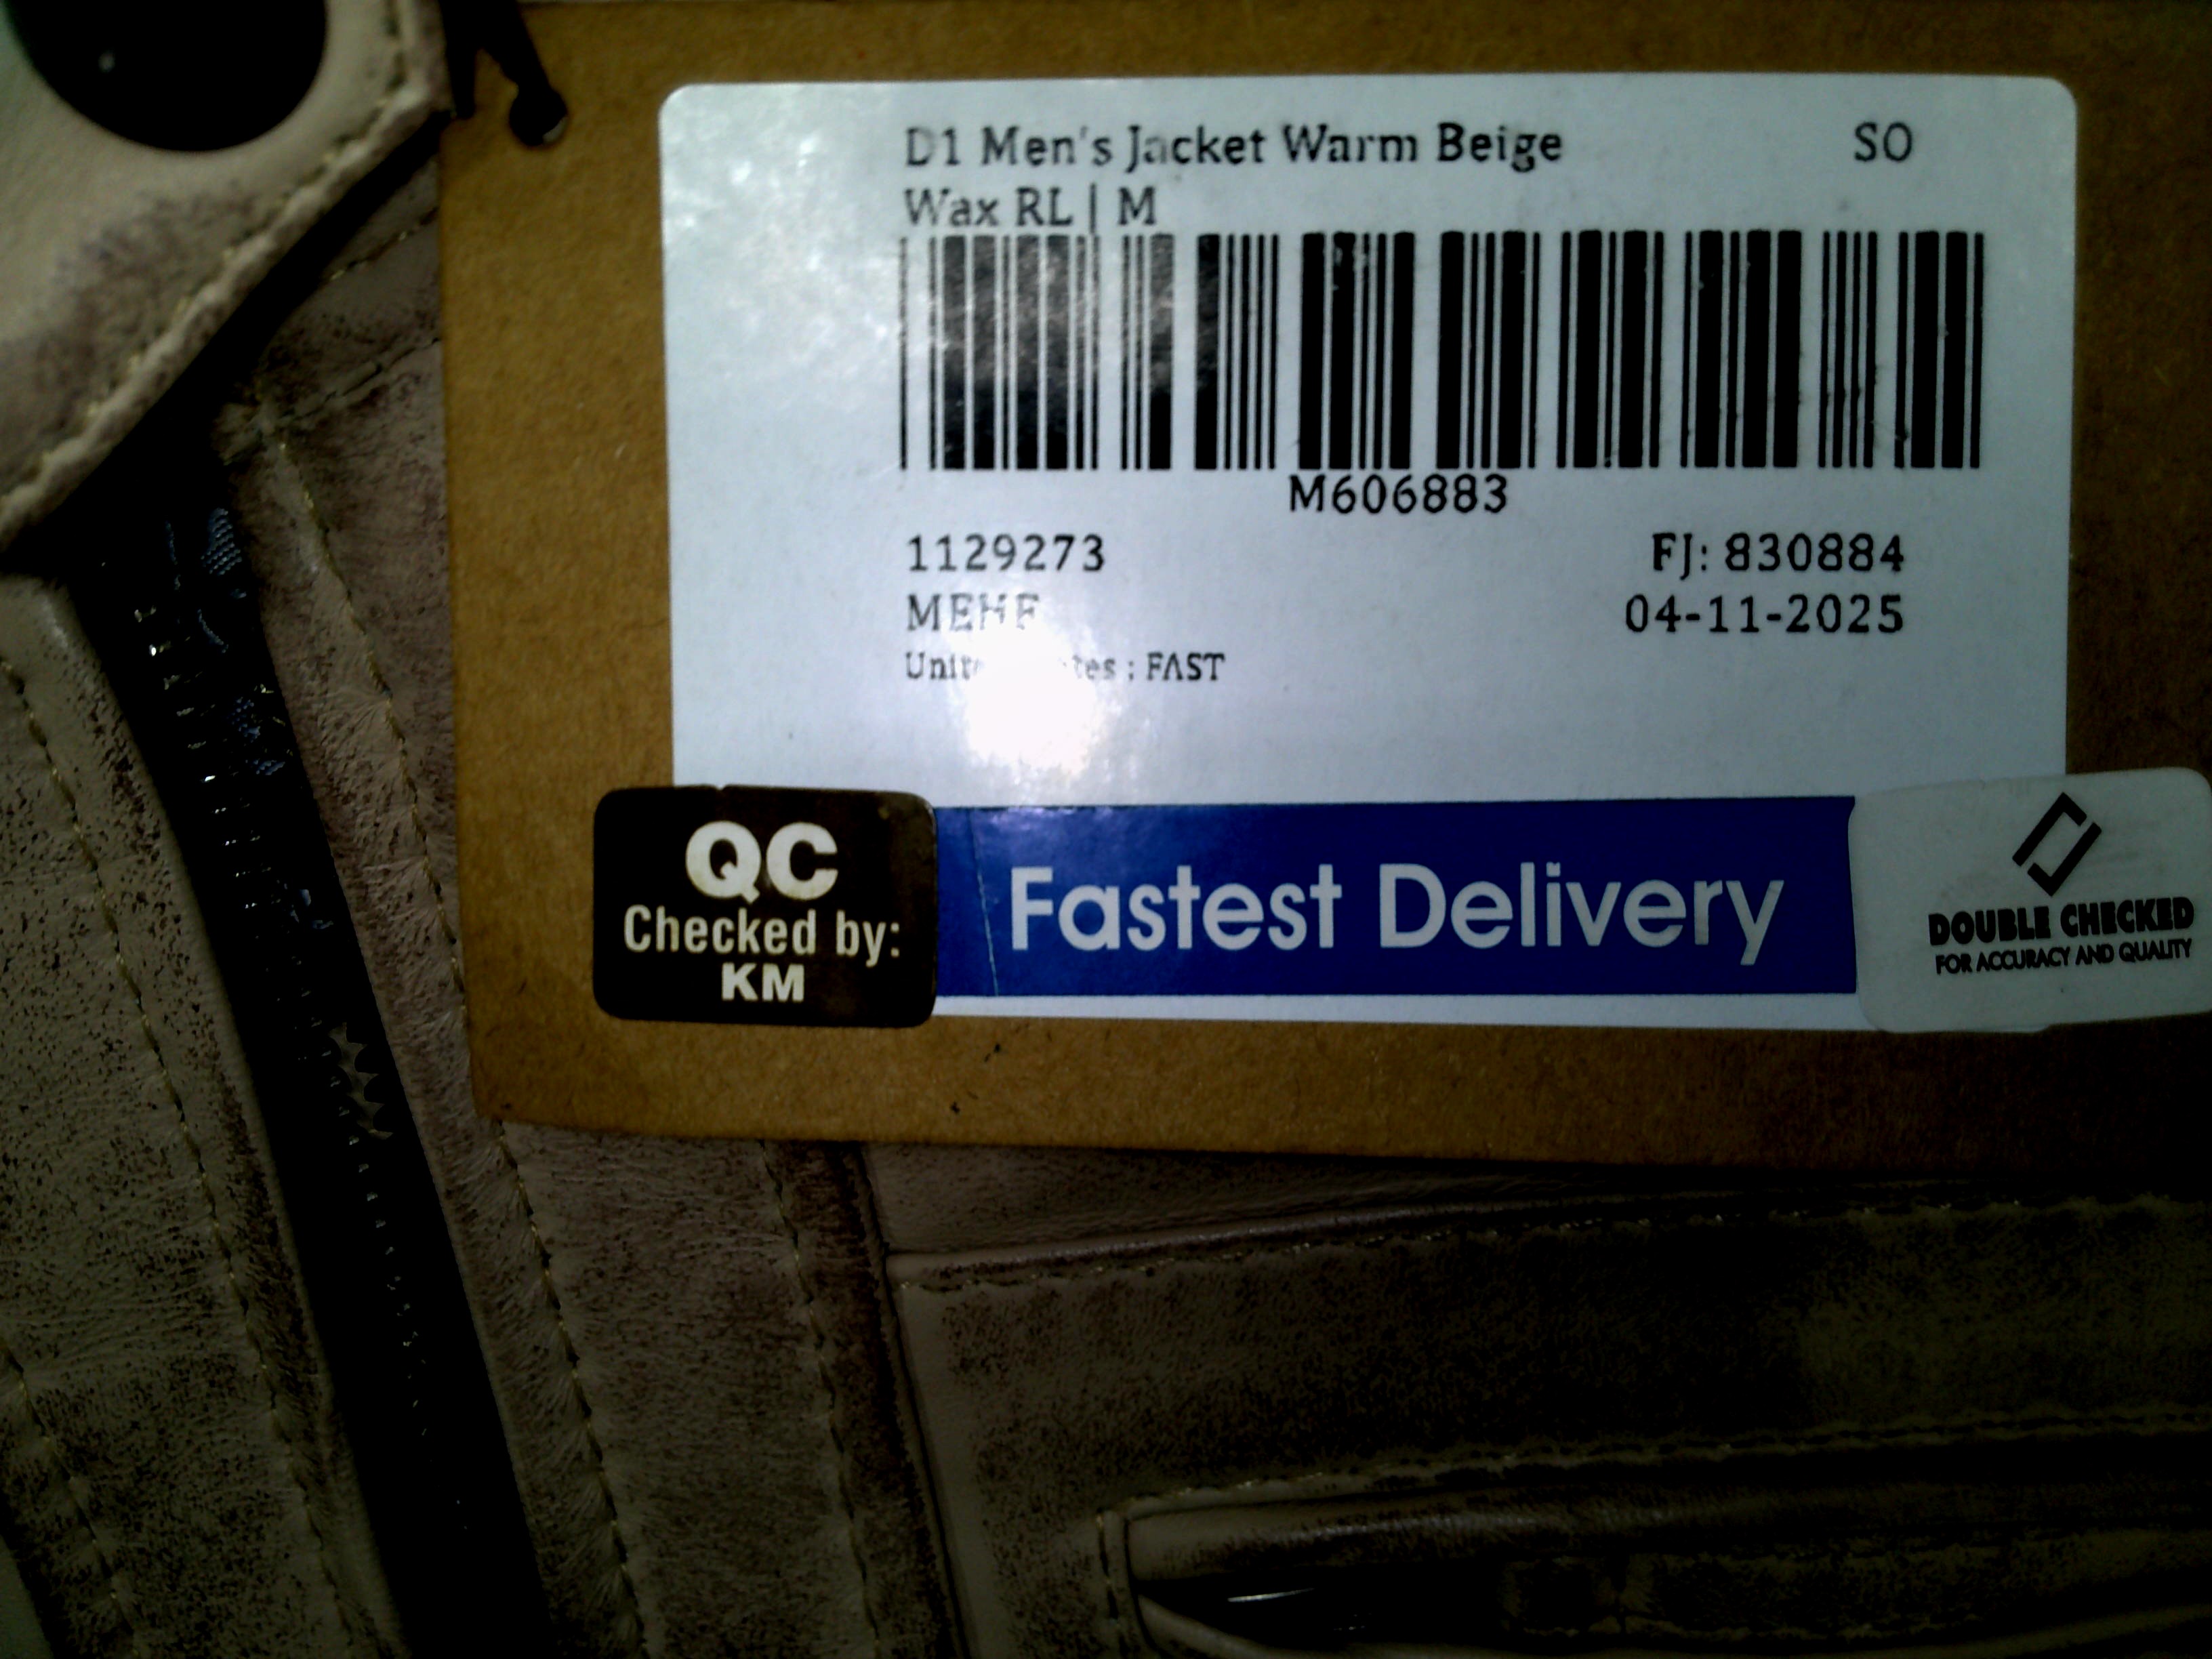 D1 Men's Jacket Warm Beige SO
Wax RL | M
M606883
1129273 FJ: 830884
04-11-2025
: FAST
QC
Checked by:
KM
Fastest Delivery
DOUBLE CHECKED
FOR ACCURACY AND QUALITY